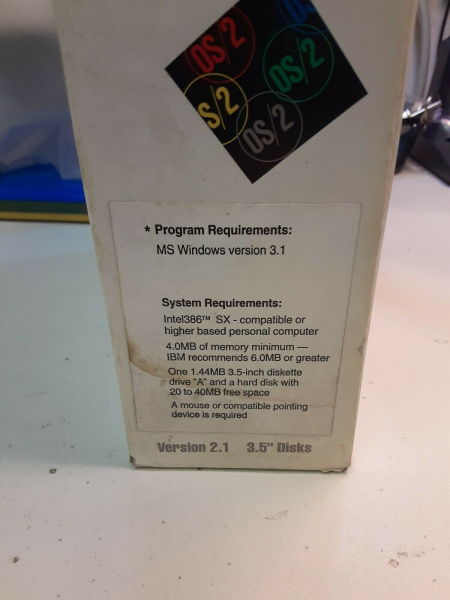 OS/2
OS/2
S/2
OS/2
OS
* Program Requirements:
MS Windows version 3.1
System Requirements:
Intel386™ SX - compatible or
higher based personal computer
4.0MB of memory minimum —
IBM recommends 6.0MB or greater
One 1.44MB 3.5-inch diskette
drive "A" and a hard disk with
20 to 40MB free space
A mouse or compatible pointing
device is required
Version 2.1 3.5" Disks